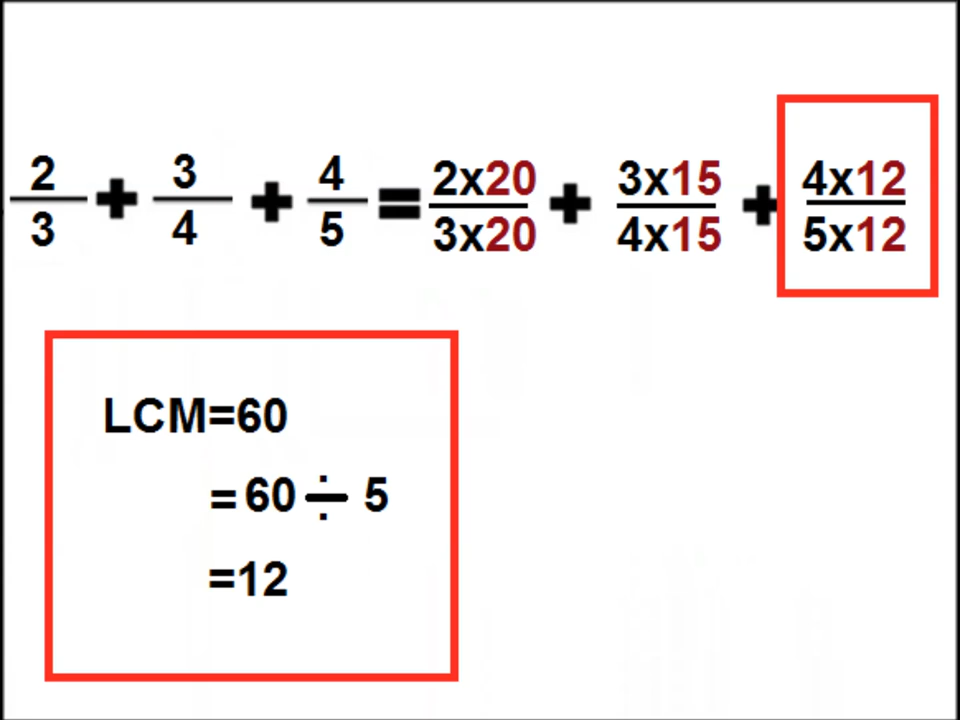 2/3 + 3/4 + 4/5 = 2x20/3x20 + 3x15/4x15 + 4x12/5x12
LCM=60
=60 ÷ 5
=12